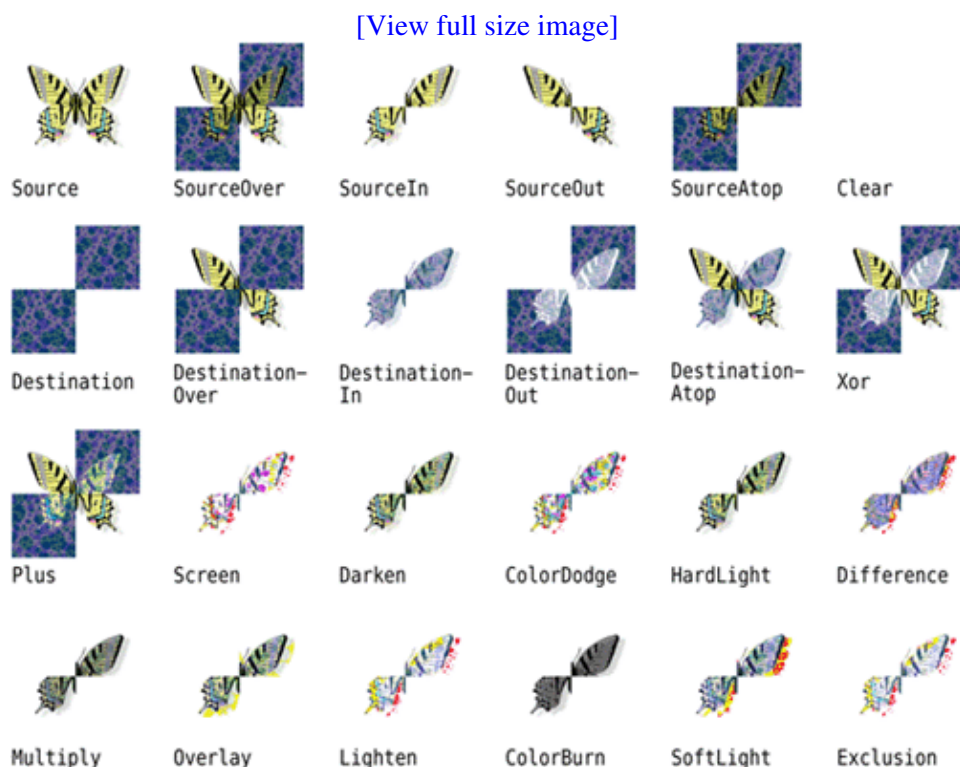 [View full size image]
Source SourceOver SourceIn SourceOut SourceAtop Clear
Destination Destination- Destination- Destination- Destination- Xor
Over In Out Atop
Plus Screen Darken ColorDodge HardLight Difference
Multiply Overlay Lighten ColorBurn SoftLight Exclusion